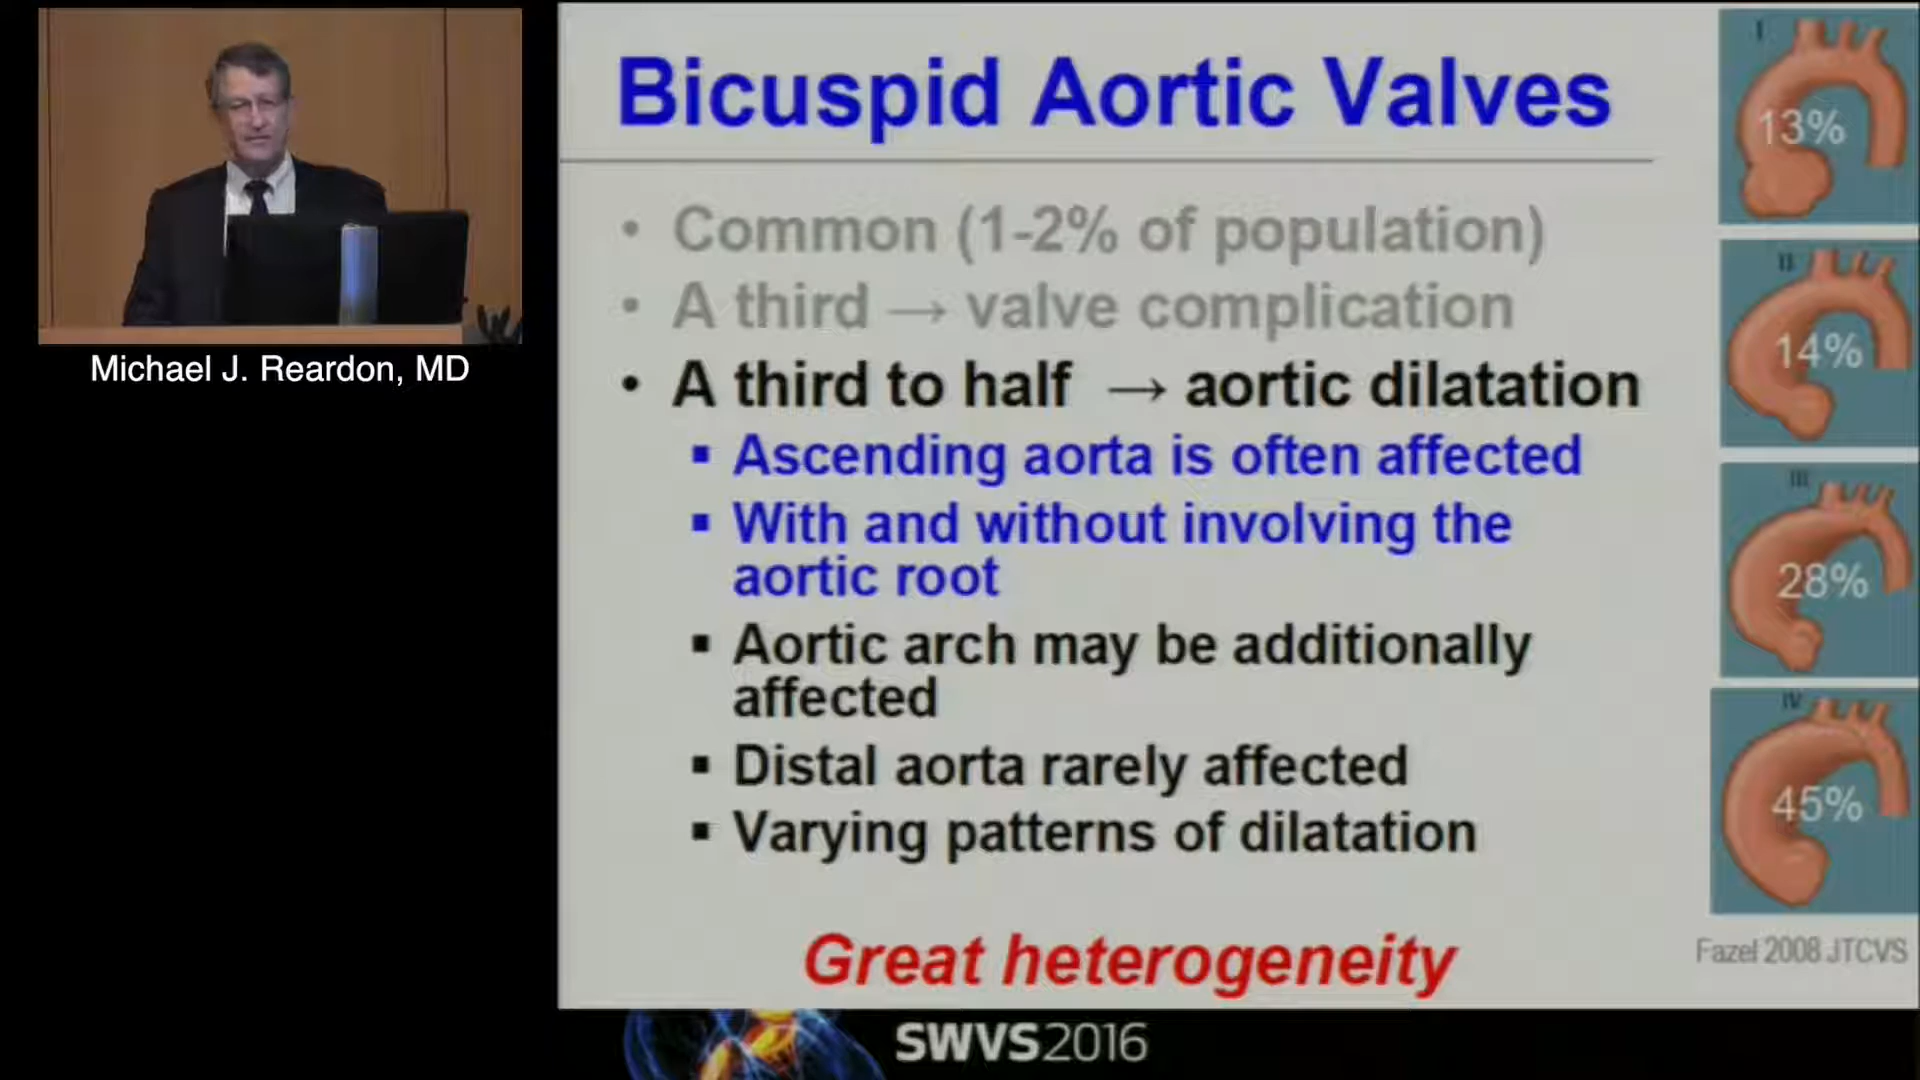 Michael J. Reardon, MD
Bicuspid Aortic Valves
• Common (1-2% of population)
• A third → valve complication
• A third to half → aortic dilatation
▪ Ascending aorta is often affected
▪ With and without involving the
aortic root
▪ Aortic arch may be additionally
affected
▪ Distal aorta rarely affected
▪ Varying patterns of dilatation
Great heterogeneity
I
13%
II
14%
III
28%
IV
45%
Fazel 2008 JTCVS
SWVS2016